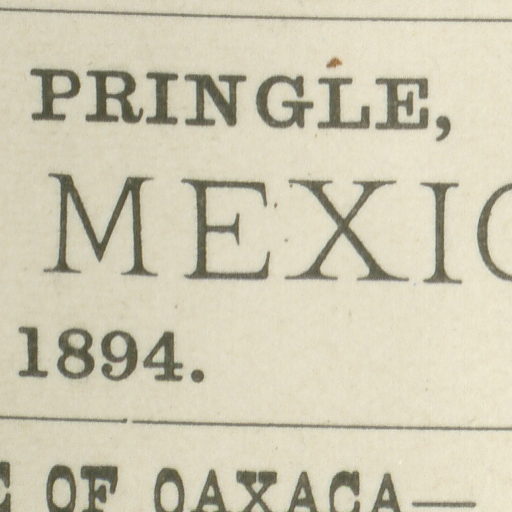 PRINGLE,
MEXIC
1894.
OF OAXACA—